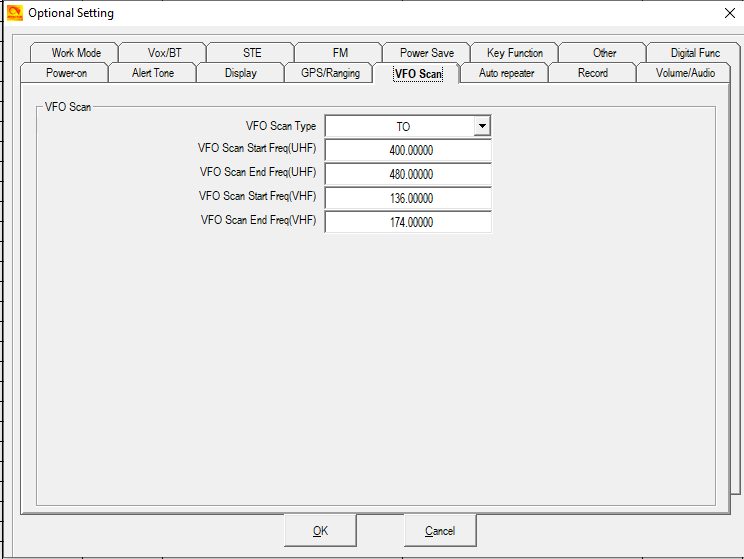 Optional Setting
Work Mode Vox/BT STE FM Power Save Key Function Other Digital Func
Power-on Alert Tone Display GPS/Ranging VFO Scan Auto repeater Record Volume/Audio
VFO Scan
VFO Scan Type TO
VFO Scan Start Freq(UHF) 400.00000
VFO Scan End Freq(UHF) 480.00000
VFO Scan Start Freq(VHF) 136.00000
VFO Scan End Freq(VHF) 174.00000
OK Cancel